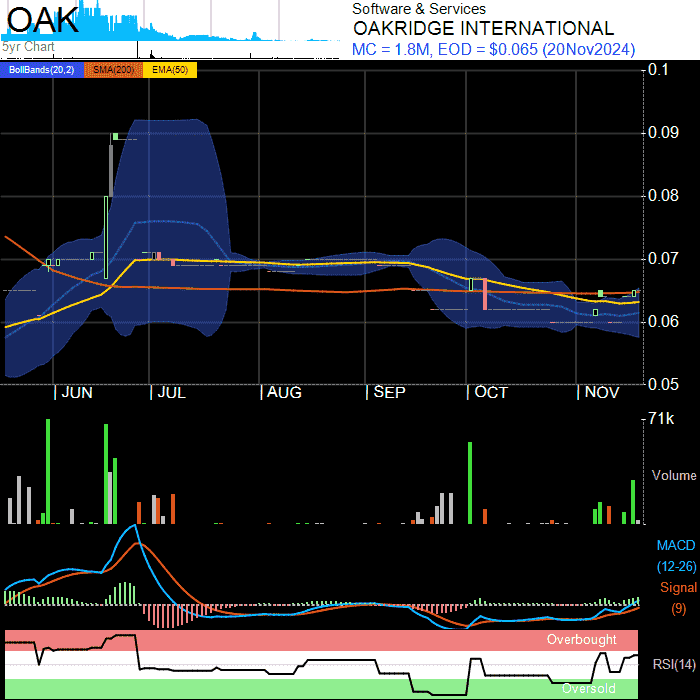 OAK
5yr Chart
Software & Services
OAKRIDGE INTERNATIONAL
MC = 1.8M, EOD = $0.065 (20Nov2024)
BollBands(20,2) SMA(200) EMA(50)
0.1
0.09
0.08
0.07
0.06
0.05
JUN JUL AUG SEP OCT NOV
71k
Volume
MACD
(12-26)
Signal
(9)
Overbought
RSI(14)
Oversold